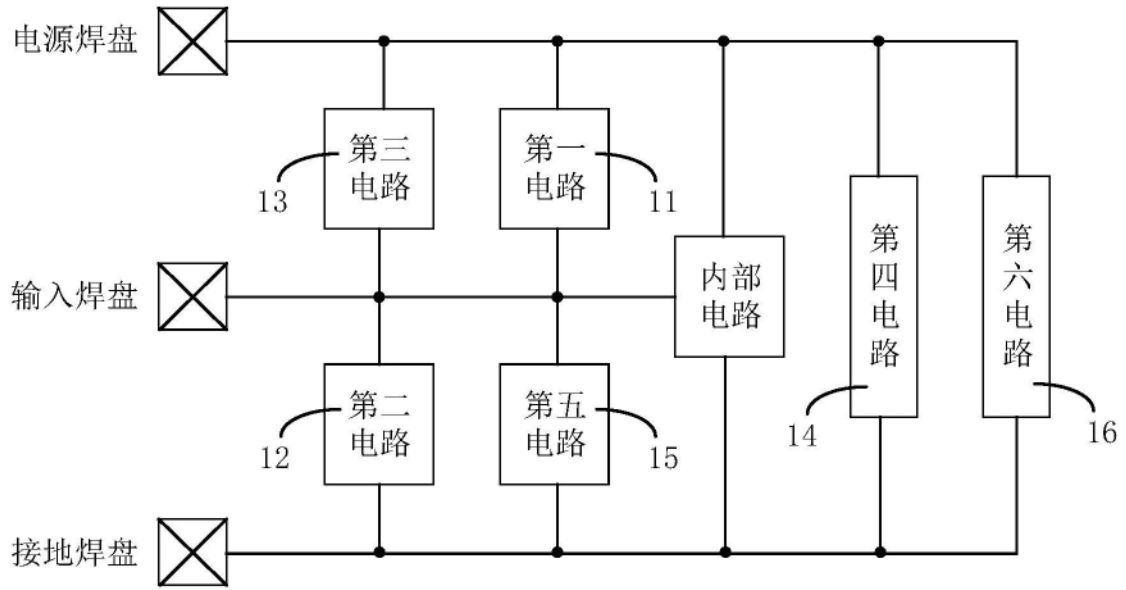 电源焊盘
第三
电路
13
第一
电路
11
输入焊盘
内部
电路
第四电路
14
第六电路
16
第二
电路
12
第五
电路
15
接地焊盘